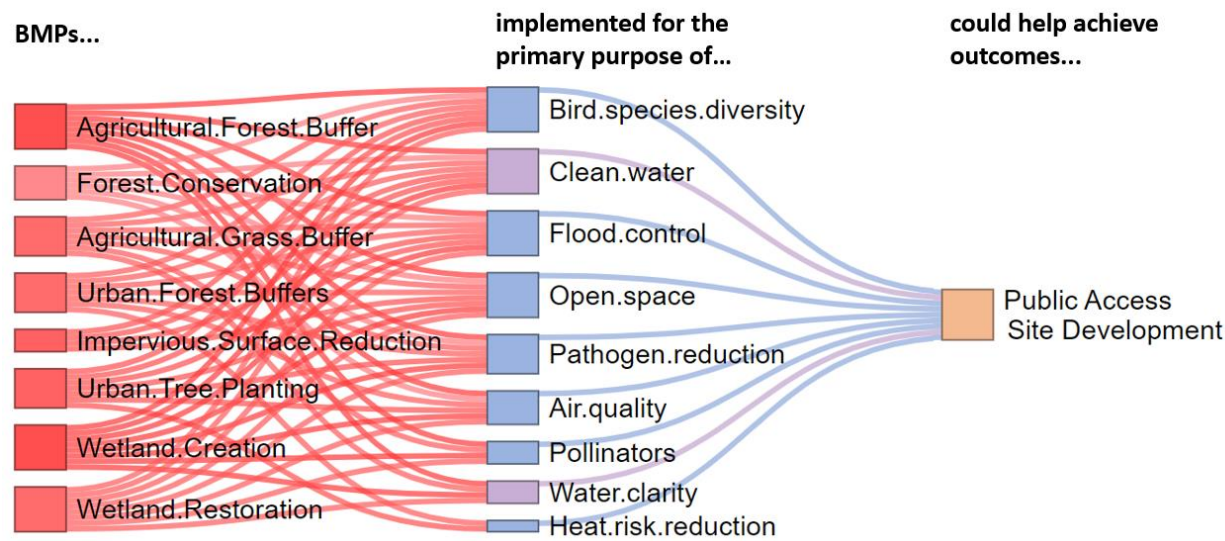 BMPs...
implemented for the
primary purpose of...
could help achieve
outcomes...
Agricultural.Forest.Buffer
Forest.Conservation
Agricultural.Grass.Buffer
Urban.Forest.Buffers
Impervious.Surface.Reduction
Urban.Tree.Planting
Wetland.Creation
Wetland.Restoration
Bird.species.diversity
Clean.water
Flood.control
Open.space
Pathogen.reduction
Air.quality
Pollinators
Water.clarity
Heat.risk.reduction
Public Access
Site Development